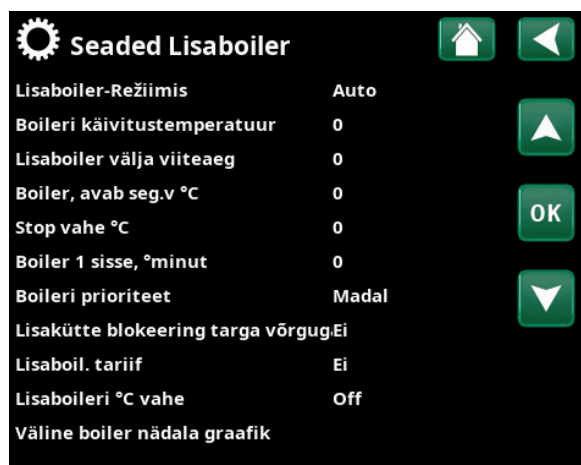 Seaded Lisaboiler
Lisaboiler-Režiimis Auto
Boileri käivitustemperatuur 0
Lisaboiler välja viiteaeg 0
Boiler, avab seg.v °C 0
Stop vahe °C 0
OK
Boiler 1 sisse, °minut 0
Boileri prioriteet Madal
Lisakütte blokeering targa võrgug Ei
Lisaboil. tariif Ei
Lisaboileri °C vahe Off
Väline boiler nädala graafik